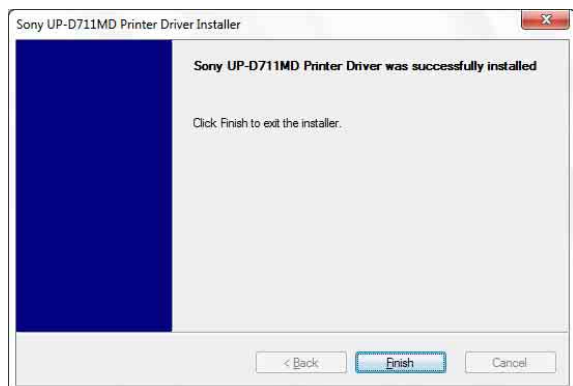 Sony UP-D711MD Printer Driver Installer
Sony UP-D711MD Printer Driver was successfully installed
Click Finish to exit the installer.
< Back
Finish
Cancel